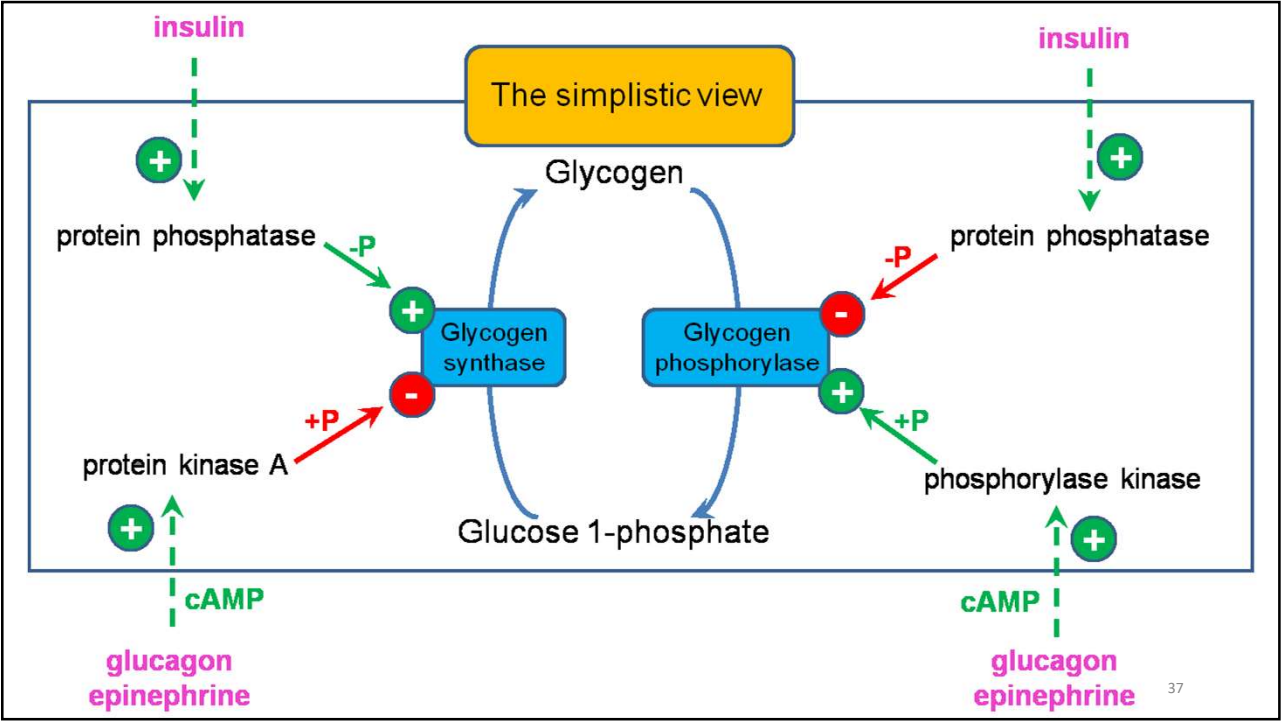 insulin
insulin
The simplistic view
+
+
Glycogen
protein phosphatase
protein phosphatase
-P
-P
+
-
Glycogen
synthase
Glycogen
phosphorylase
-
+
+P
+P
protein kinase A
phosphorylase kinase
+
Glucose 1-phosphate
+
cAMP
cAMP
glucagon
epinephrine
glucagon
epinephrine
37